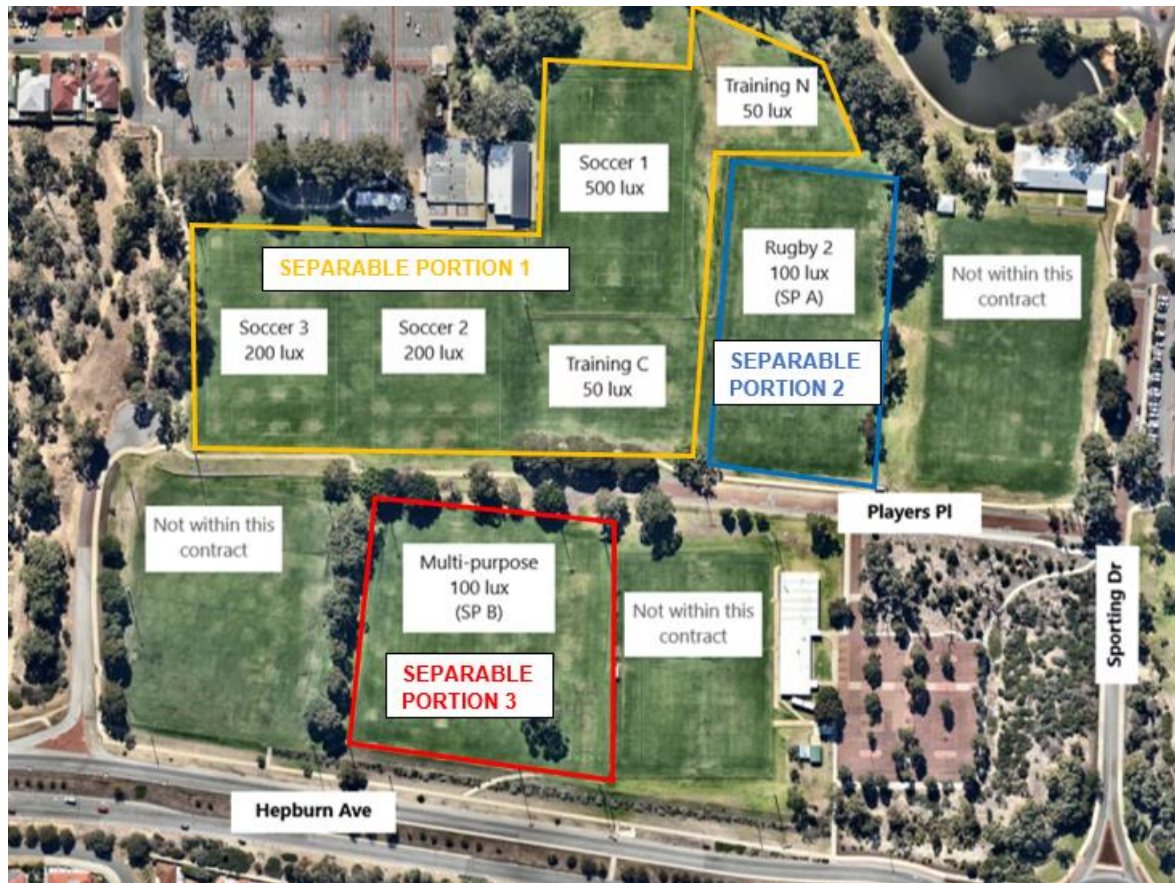 Training N
50 lux
Soccer 1
500 lux
Rugby 2
100 lux
(SP A)
Not within this
contract
SEPARABLE PORTION 1
Soccer 3
200 lux
Soccer 2
200 lux
Training C
50 lux
SEPARABLE
PORTION 2
Players Pl
Not within this
contract
Multi-purpose
100 lux
(SP B)
Not within this
contract
SEPARABLE
PORTION 3
Sporting Dr
Hepburn Ave